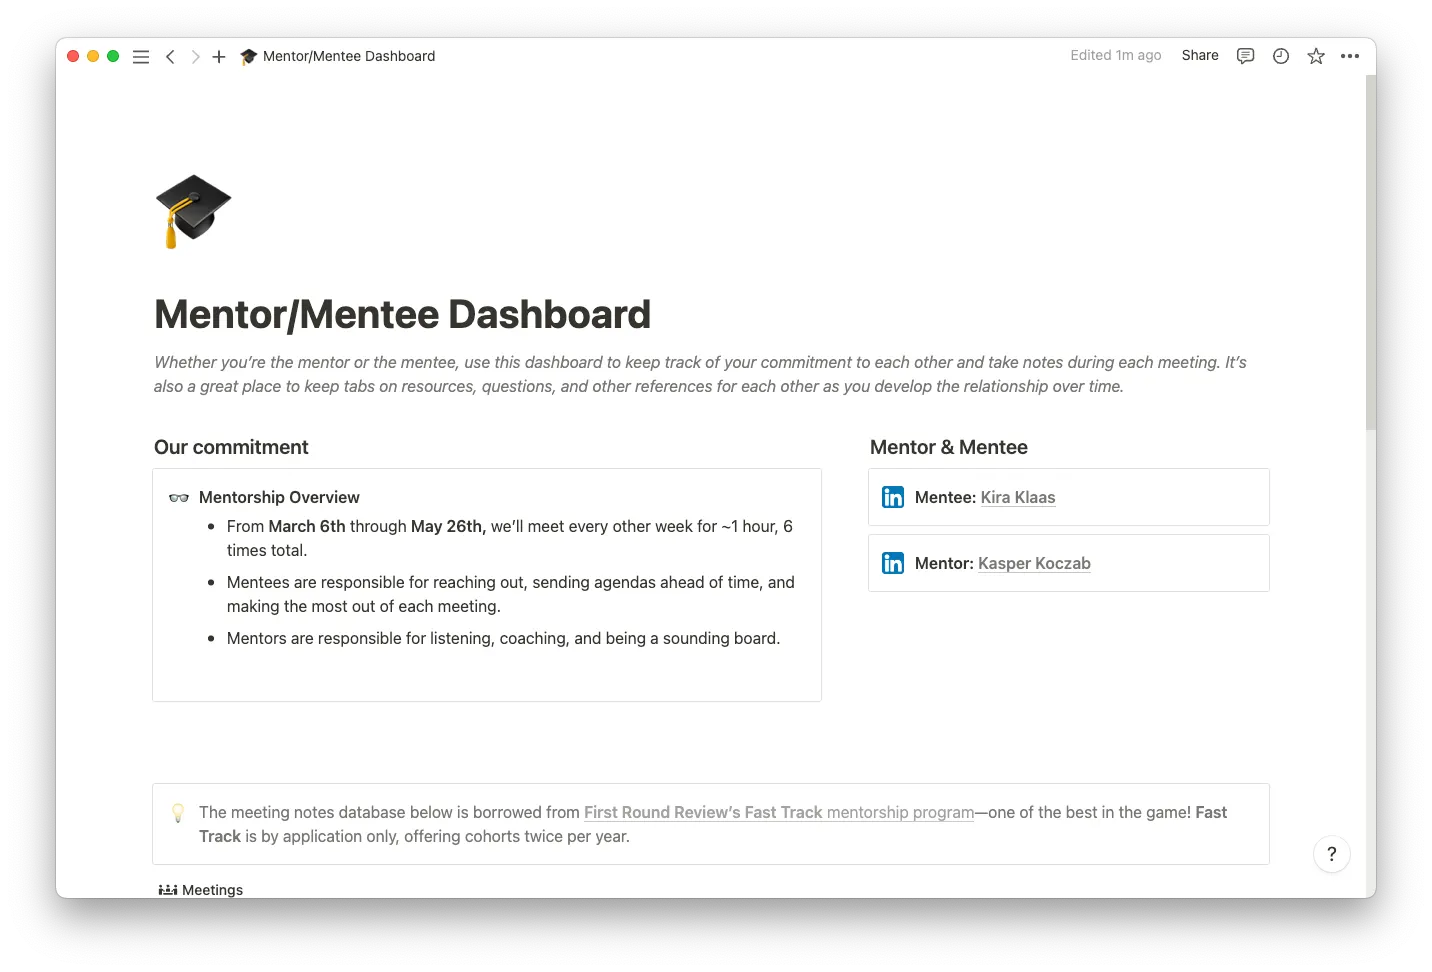 Mentor/Mentee Dashboard
Edited 1m ago
Share
Mentor/Mentee Dashboard
Whether you’re the mentor or the mentee, use this dashboard to keep track of your commitment to each other and take notes during each meeting. It’s
also a great place to keep tabs on resources, questions, and other references for each other as you develop the relationship over time.
Our commitment
Mentorship Overview
• From March 6th through May 26th, we’ll meet every other week for ~1 hour, 6
times total.
• Mentees are responsible for reaching out, sending agendas ahead of time, and
making the most out of each meeting.
• Mentors are responsible for listening, coaching, and being a sounding board.
Mentor & Mentee
in Mentee: Kira Klaas
in Mentor: Kasper Koczab
The meeting notes database below is borrowed from First Round Review’s Fast Track mentorship program—one of the best in the game! Fast
Track is by application only, offering cohorts twice per year.
?
Meetings